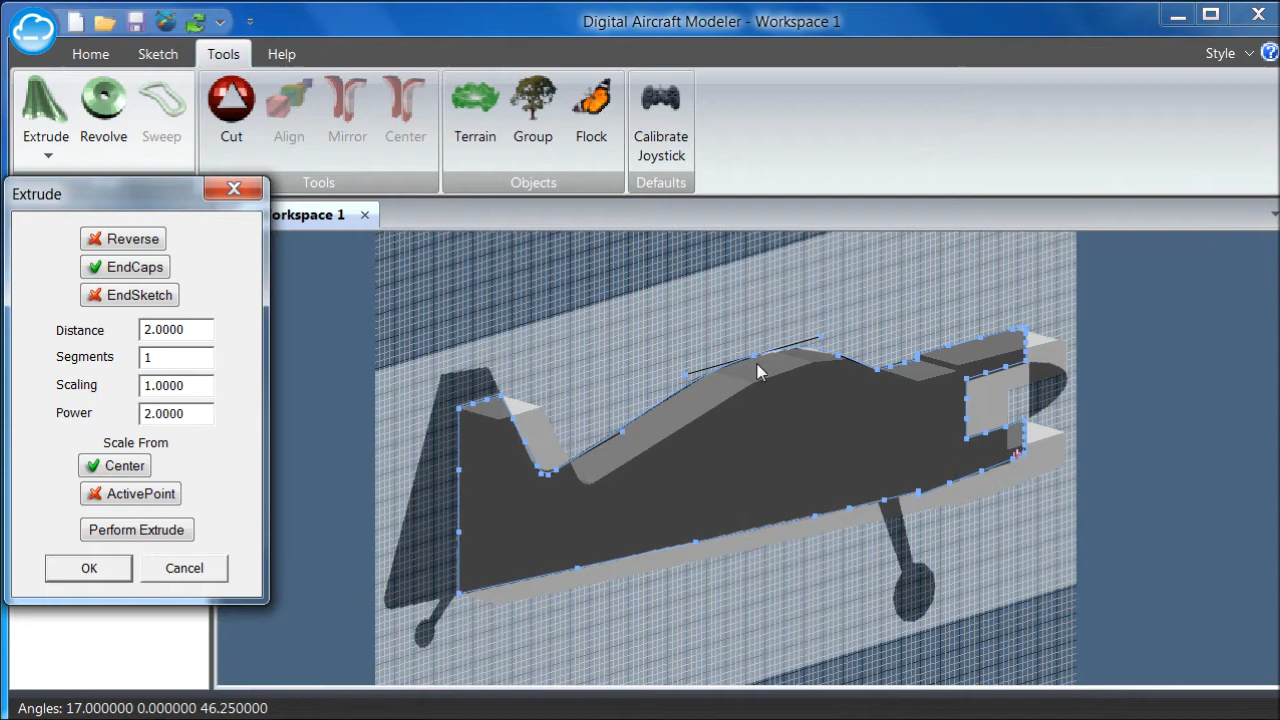 Digital Aircraft Modeler - Workspace 1
Home Sketch Tools Help
Style
Extrude Revolve Sweep Cut Align Mirror Center Terrain Group Flock Calibrate Joystick
Tools Objects Defaults
Extrude
orkspace 1
Reverse
EndCaps
EndSketch
Distance 2.0000
Segments 1
Scaling 1.0000
Power 2.0000
Scale From
Center
ActivePoint
Perform Extrude
OK Cancel
Angles: 17.000000 0.000000 46.250000